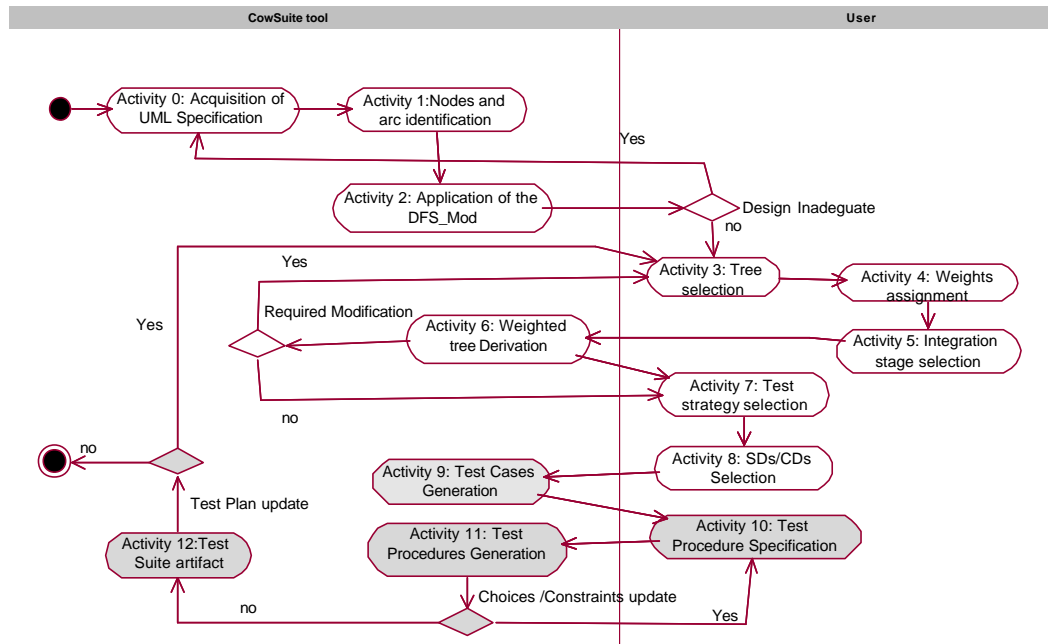 CowSuite tool
User
Activity 0: Acquisition of
UML Specification
Activity 1:Nodes and
arc identification
Yes
Activity 2: Application of the
DFS_Mod
Design Inadeguate
no
Yes
Activity 3: Tree
selection
Activity 4: Weights
assignment
Required Modification
Yes
Activity 6: Weighted
tree Derivation
Activity 5: Integration
stage selection
Activity 7: Test
strategy selection
no
no
Activity 8: SDs/CDs
Selection
Activity 9: Test Cases
Generation
Test Plan update
Activity 10: Test
Procedure Specification
Activity 11: Test
Procedures Generation
Activity 12:Test
Suite artifact
Choices /Constraints update
no
Yes